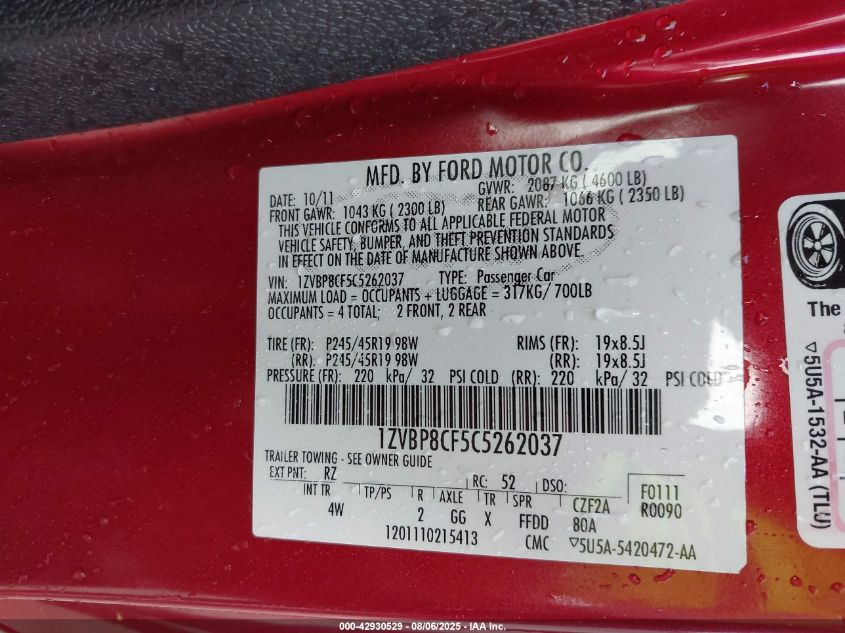 MFD. BY FORD MOTOR CO.
DATE: 10/11 GVWR: 2087 KG ( 4600 LB)
FRONT GAWR: 1043 KG ( 2300 LB) REAR GAWR: 1066 KG ( 2350 LB)
THIS VEHICLE CONFORMS TO ALL APPLICABLE FEDERAL MOTOR
VEHICLE SAFETY, BUMPER, AND THEFT PREVENTION STANDARDS
IN EFFECT ON THE DATE OF MANUFACTURE SHOWN ABOVE.
VIN: 1ZVBP8CF5C5262037 TYPE: Passenger Car
MAXIMUM LOAD = OCCUPANTS + LUGGAGE = 317KG/ 700LB
OCCUPANTS = 4 TOTAL; 2 FRONT, 2 REAR
TIRE (FR): P245/45R19 98W RIMS (FR): 19x8.5J
(RR): P245/45R19 98W (RR): 19x8.5J
PRESSURE (FR): 220 kPa/ 32 PSI COLD (RR): 220 kPa/ 32 PSI COLD
1ZVBP8CF5C5262037
TRAILER TOWING - SEE OWNER GUIDE
EXT PNT: RZ RC: 52 DSO: F0111
INT TR TP/PS R AXLE TR SPR CZF2A R0090
4W 2 GG X FFDD 80A
1201110215413 CMC ▽5U5A-5420472-AA
The
▽5U5A-1532-AA (TLU)
000-42930529 - 08/06/2025 - IAA Inc.